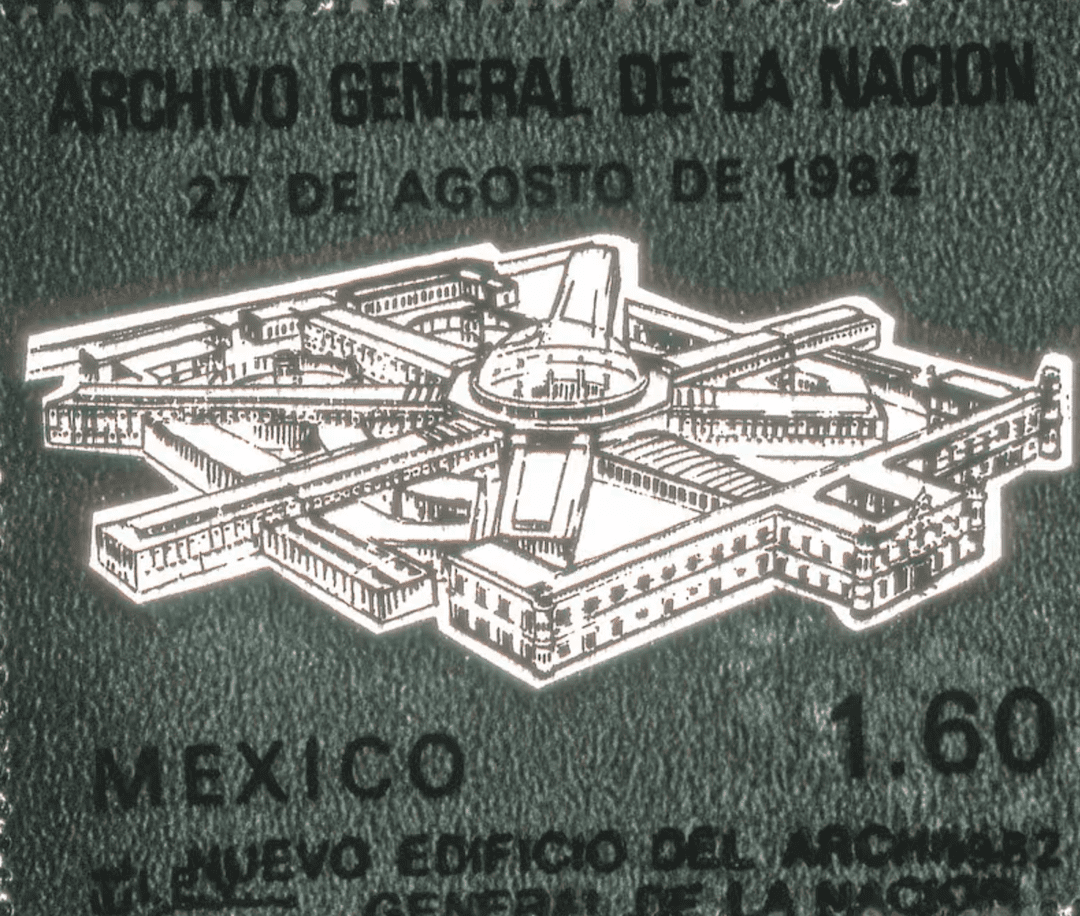 ARCHIVO GENERAL DE LA NACION
27 DE AGOSTO DE 1982
1.60
MEXICO
NUEVO EDIFICIO DEL
GENERAL DE LA NACION